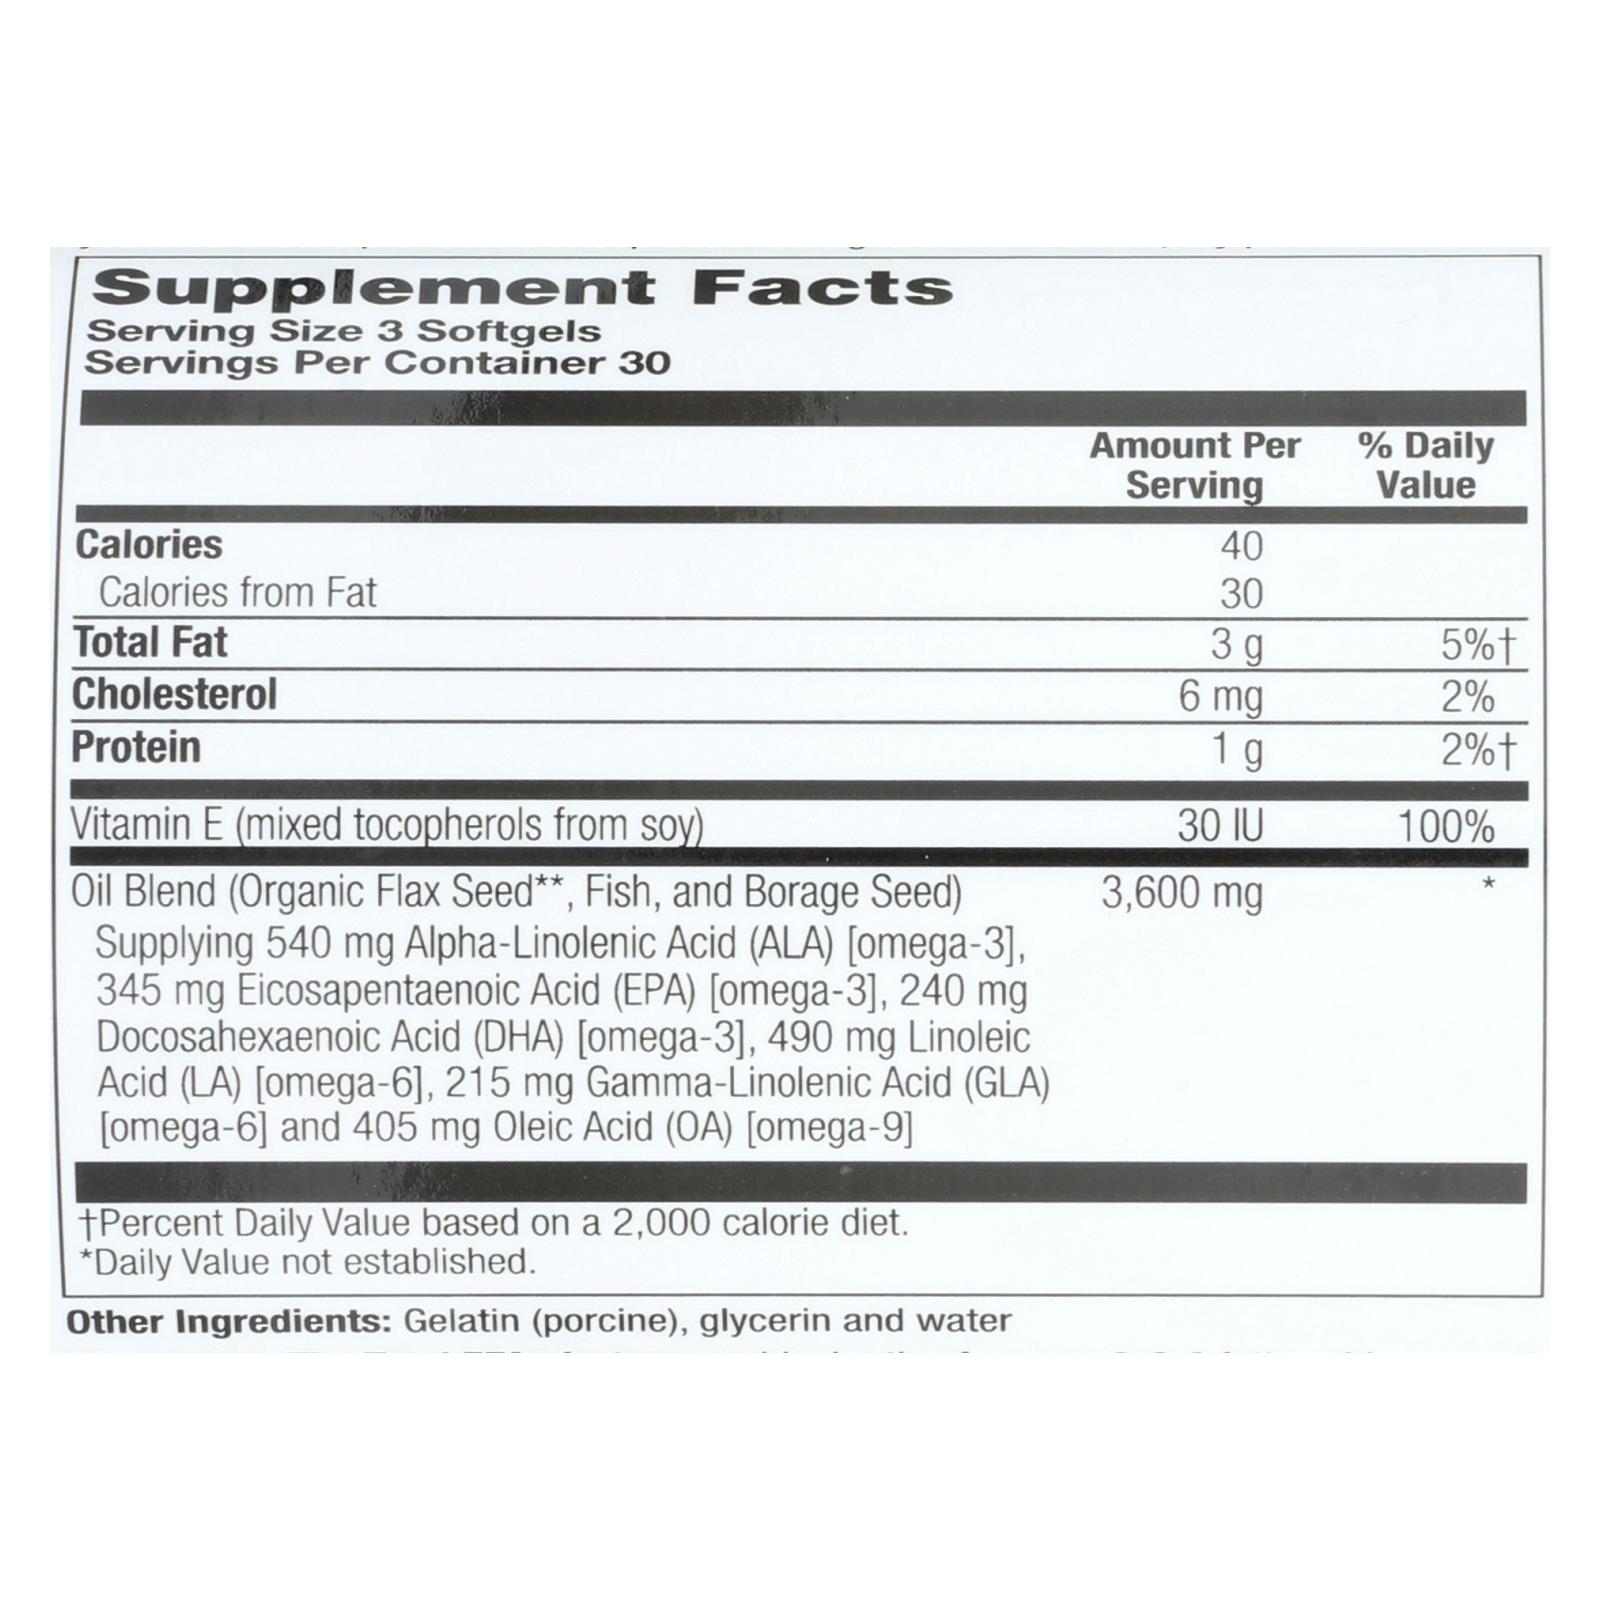 Supplement Facts
Serving Size 3 Softgels
Servings Per Container 30
Amount Per % Daily
Serving Value
Calories 40
Calories from Fat 30
Total Fat 3 g 5%†
Cholesterol 6 mg 2%
Protein 1 g 2%†
Vitamin E (mixed tocopherols from soy) 30 IU 100%
Oil Blend (Organic Flax Seed**, Fish, and Borage Seed) 3,600 mg *
Supplying 540 mg Alpha-Linolenic Acid (ALA) [omega-3],
345 mg Eicosapentaenoic Acid (EPA) [omega-3], 240 mg
Docosahexaenoic Acid (DHA) [omega-3], 490 mg Linoleic
Acid (LA) [omega-6], 215 mg Gamma-Linolenic Acid (GLA)
[omega-6] and 405 mg Oleic Acid (OA) [omega-9]
†Percent Daily Value based on a 2,000 calorie diet.
*Daily Value not established.
Other Ingredients: Gelatin (porcine), glycerin and water